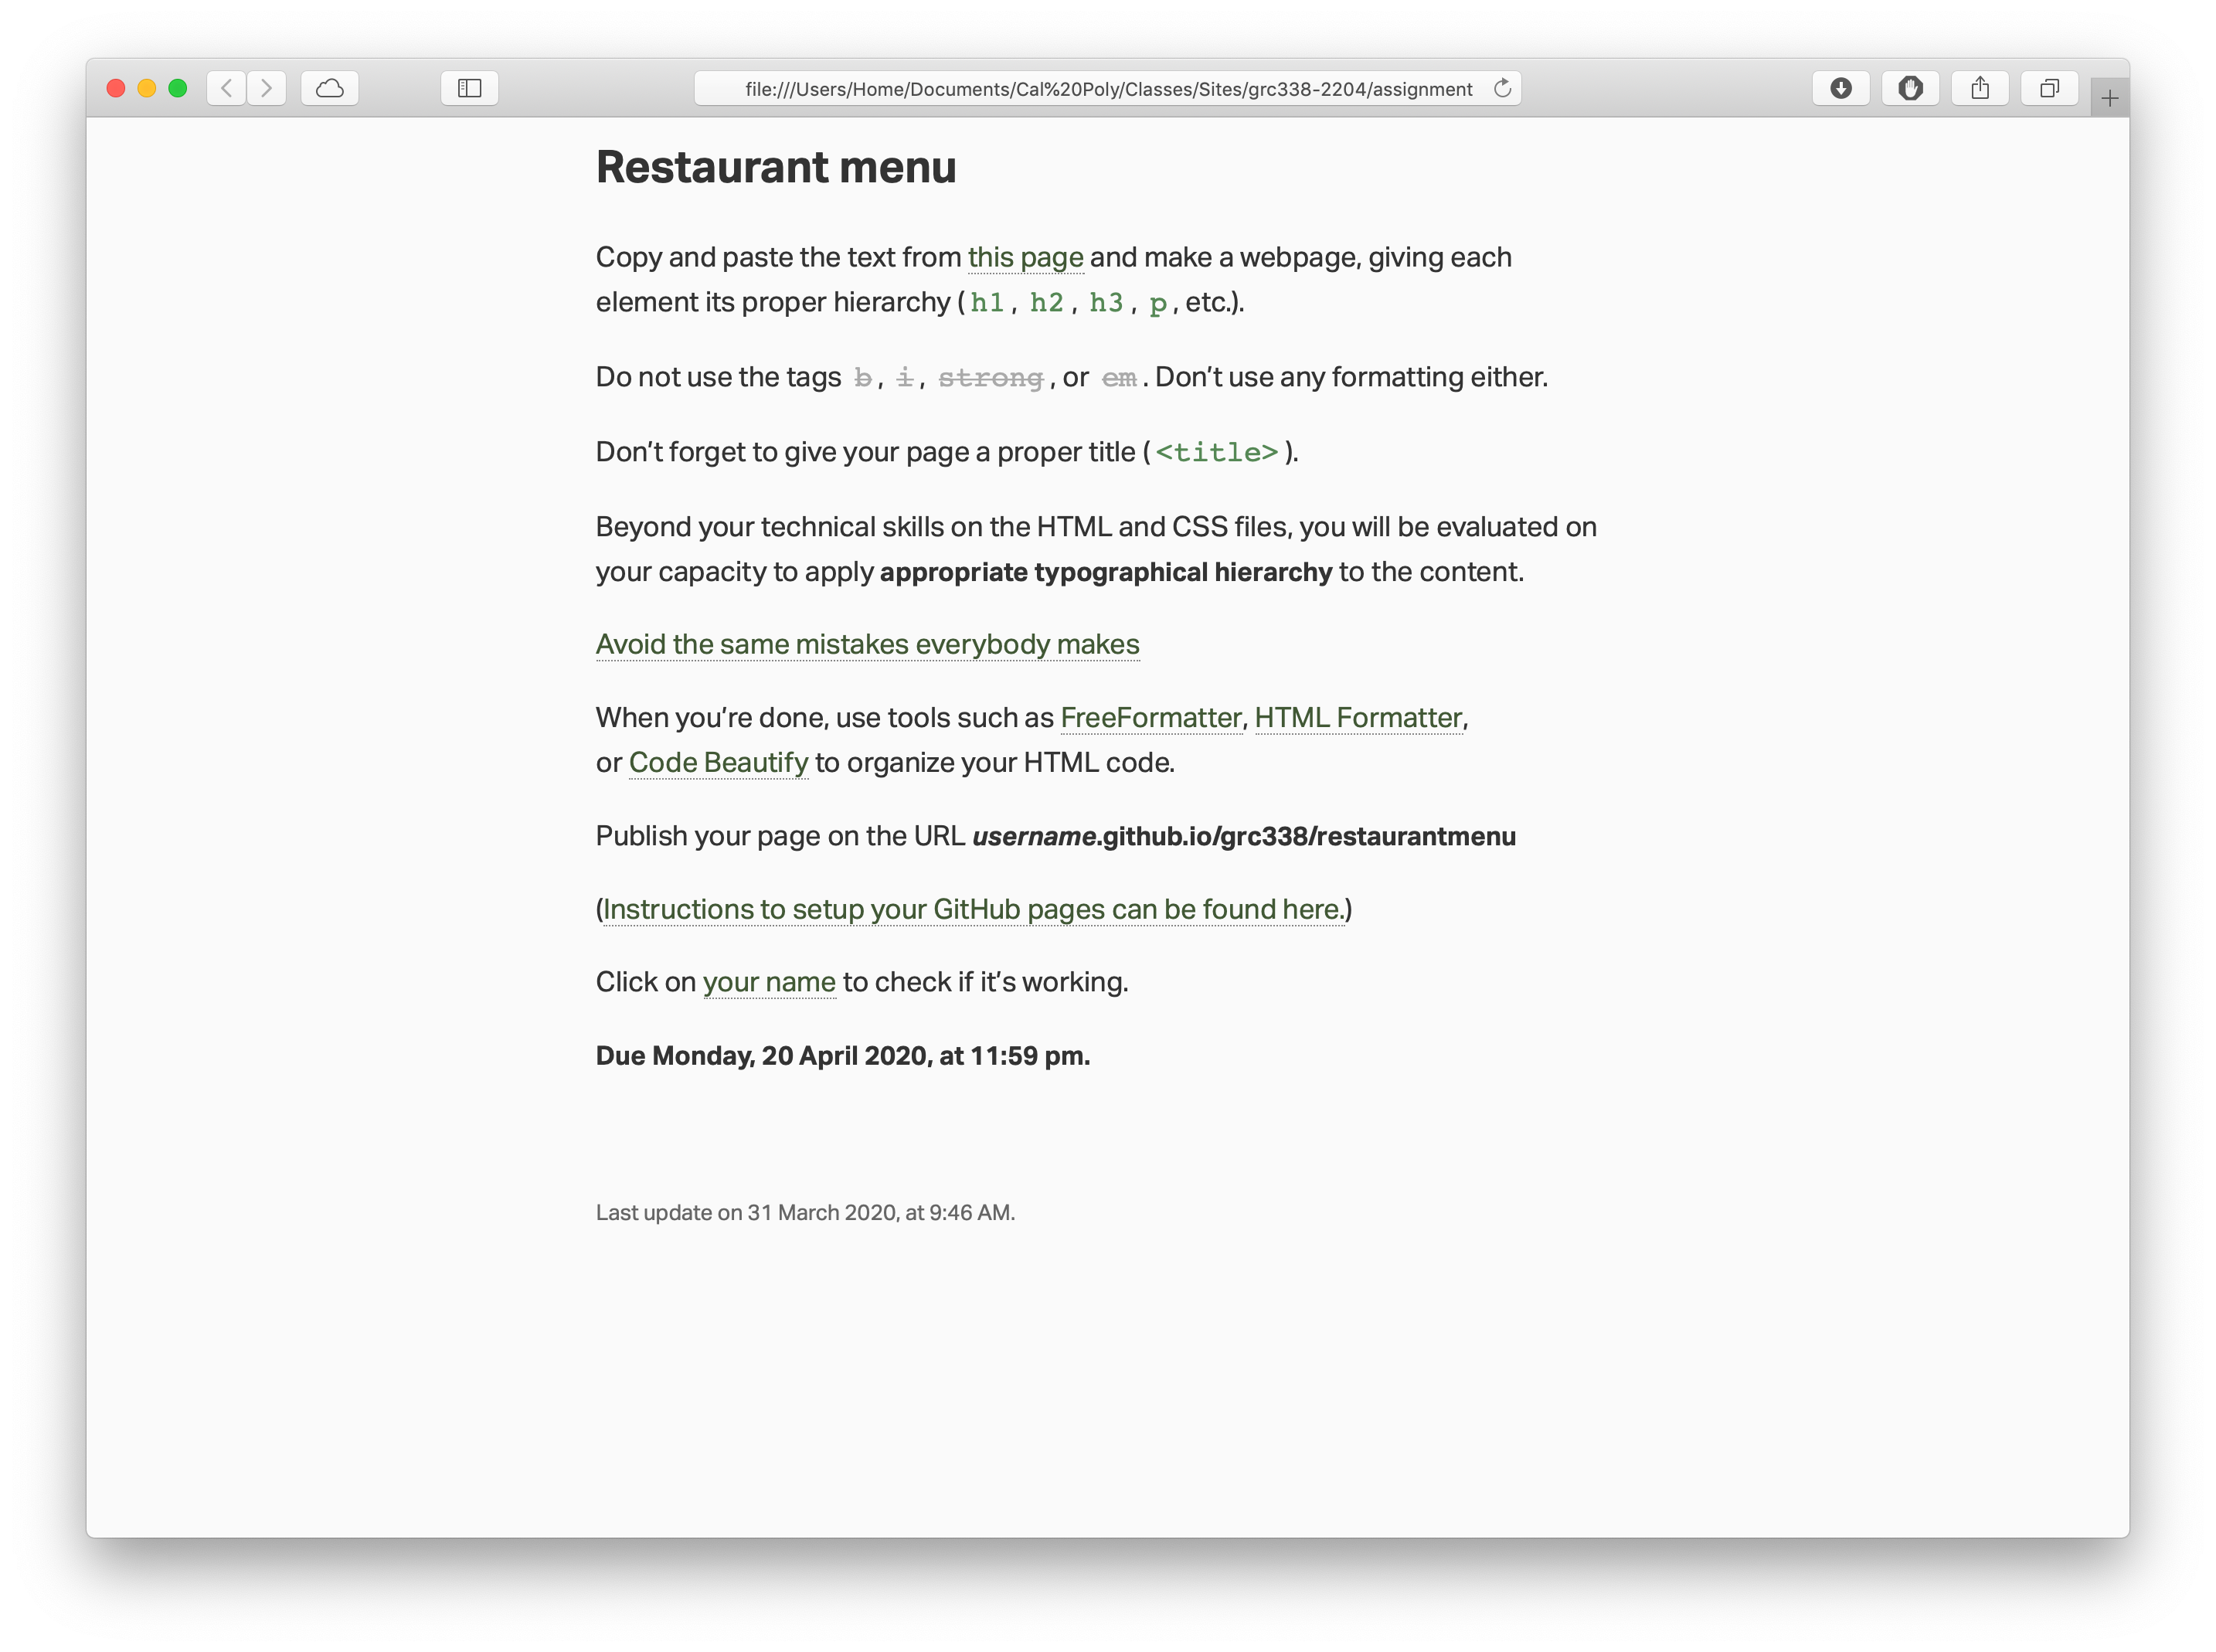 file:///Users/Home/Documents/Cal%20Poly/Classes/Sites/grc338-2204/assignment
Restaurant menu
Copy and paste the text from this page and make a webpage, giving each
element its proper hierarchy ( h1 , h2 , h3 , p , etc.).
Do not use the tags b , i , strong , or em . Don’t use any formatting either.
Don’t forget to give your page a proper title ( <title> ).
Beyond your technical skills on the HTML and CSS files, you will be evaluated on
your capacity to apply appropriate typographical hierarchy to the content.
Avoid the same mistakes everybody makes
When you’re done, use tools such as FreeFormatter, HTML Formatter,
or Code Beautify to organize your HTML code.
Publish your page on the URL username.github.io/grc338/restaurantmenu
(Instructions to setup your GitHub pages can be found here.)
Click on your name to check if it’s working.
Due Monday, 20 April 2020, at 11:59 pm.
Last update on 31 March 2020, at 9:46 AM.